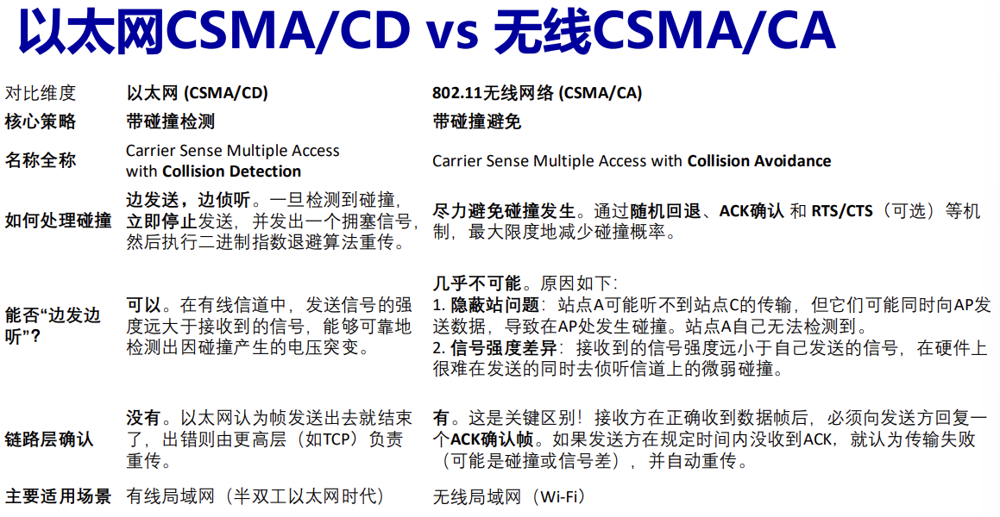 以太网CSMA/CD vs 无线CSMA/CA
对比维度 以太网 (CSMA/CD) 802.11无线网络 (CSMA/CA)
核心策略 带碰撞检测 带碰撞避免
名称全称
Carrier Sense Multiple Access
with Collision Detection
Carrier Sense Multiple Access with Collision Avoidance
如何处理碰撞
边发送，边侦听。一旦检测到碰撞，
立即停止发送，并发出一个拥塞信号，
然后执行二进制指数退避算法重传。
尽力避免碰撞发生。通过随机回退、ACK确认 和 RTS/CTS（可选）等机
制，最大限度地减少碰撞概率。
能否“边发边
听”？
可以。在有线信道中，发送信号的强
度远大于接收到的信号，能够可靠地
检测出因碰撞产生的电压突变。
几乎不可能。原因如下：
1. 隐蔽站问题：站点A可能听不到站点C的传输，但它们可能同时向AP发
送数据，导致在AP处发生碰撞。站点A自己无法检测到。
2. 信号强度差异：接收到的信号强度远小于自己发送的信号，在硬件上
很难在发送的同时去侦听信道上的微弱碰撞。
链路层确认
没有。以太网认为帧发送出去就结束
了，出错则由更高层（如TCP）负责
重传。
有。这是关键区别！接收方在正确收到数据帧后，必须向发送方回复一
个ACK确认帧。如果发送方在规定时间内没收到ACK，就认为传输失败
（可能是碰撞或信号差），并自动重传。
主要适用场景 有线局域网（半双工以太网时代） 无线局域网（Wi-Fi）